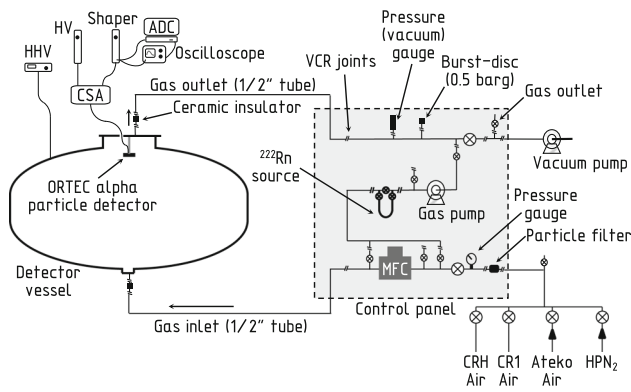 HHV
HV
Shaper
ADC
Oscilloscope
CSA
Gas outlet (1/2" tube)
Ceramic insulator
ORTEC alpha
particle detector
Detector
vessel
Gas inlet (1/2" tube)
VCR joints
Pressure
(vacuum)
gauge
Burst-disc
(0.5 barg)
Gas outlet
Vacuum pump
²²²Rn
source
Gas pump
Pressure
gauge
Particle filter
MFC
Control panel
CRH
Air
CR1
Air
Ateko
Air
HPN₂